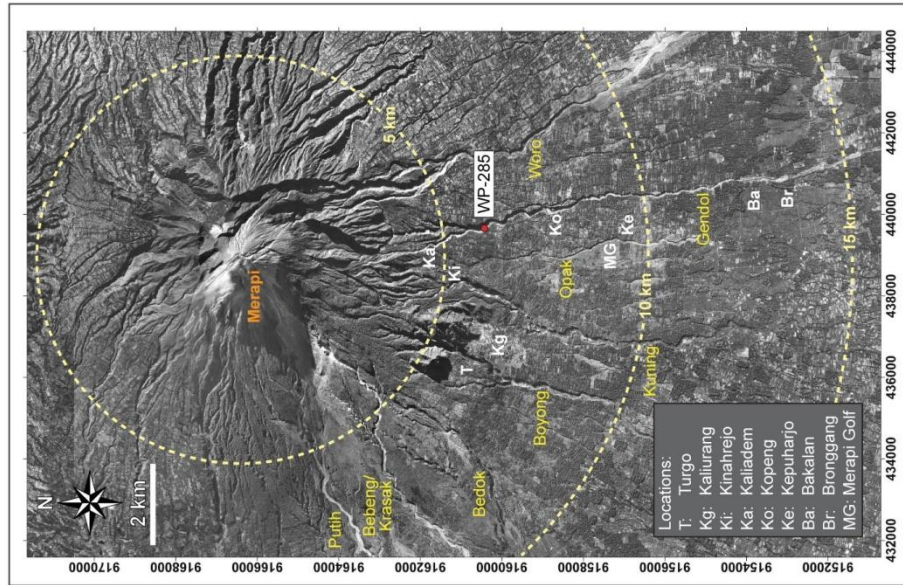 N
2 km
9170000
9168000
9166000
9164000
9162000
9160000
9158000
9156000
9154000
9152000
Merapi
5 km
Putih
Bebeng/
Krasak
Ka
Ki
T
Kg
WP-285
Bedok
Boyong
Woro
Ko
Opak
MG
Ke
10 km
Kuning
Gendol
Ba
Br
15 km
Locations:
T: Turgo
Kg: Kaliurang
Ki: Kinahrejo
Ka: Kaliadem
Ko: Kopeng
Ke: Kepuharjo
Ba: Bakalan
Br: Bronggang
MG: Merapi Golf
432000
434000
436000
438000
440000
442000
444000